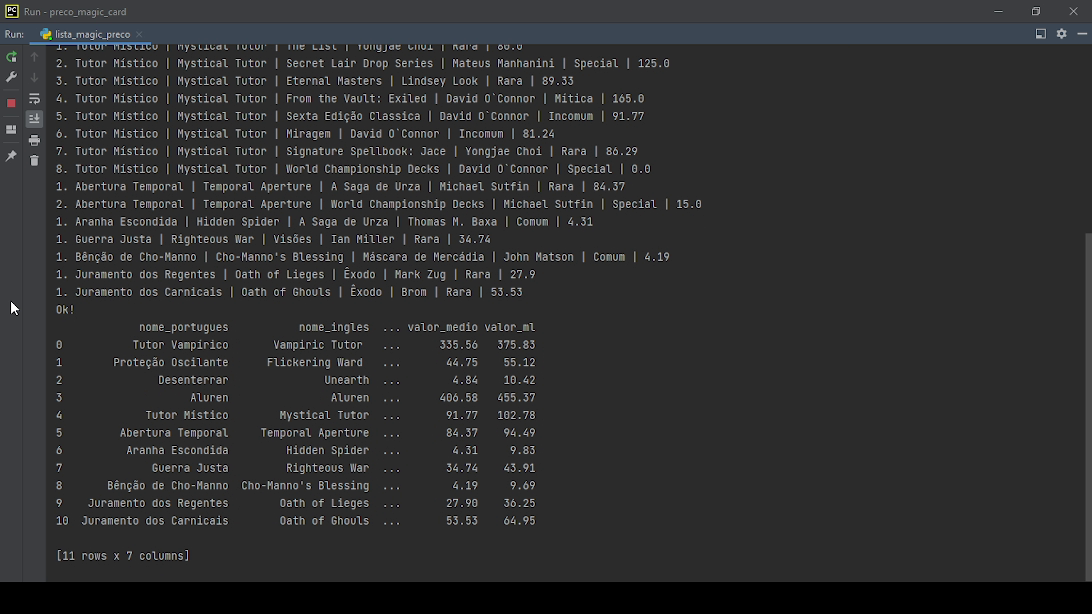 Run - preco_magic_card
Run: lista_magic_preco
1. Tutor Místico | Mystical Tutor | The List | Yongjae Choi | Rara | 80.0
2. Tutor Místico | Mystical Tutor | Secret Lair Drop Series | Mateus Manhanini | Special | 125.0
3. Tutor Místico | Mystical Tutor | Eternal Masters | Lindsey Look | Rara | 89.33
4. Tutor Místico | Mystical Tutor | From the Vault: Exiled | David O`Connor | Mítica | 165.0
5. Tutor Místico | Mystical Tutor | Sexta Edição Classica | David O`Connor | Incomum | 91.77
6. Tutor Místico | Mystical Tutor | Miragem | David O`Connor | Incomum | 81.24
7. Tutor Místico | Mystical Tutor | Signature Spellbook: Jace | Yongjae Choi | Rara | 86.29
8. Tutor Místico | Mystical Tutor | World Championship Decks | David O`Connor | Special | 0.0
1. Abertura Temporal | Temporal Aperture | A Saga de Urza | Michael Sutfin | Rara | 84.37
2. Abertura Temporal | Temporal Aperture | World Championship Decks | Michael Sutfin | Special | 15.0
1. Aranha Escondida | Hidden Spider | A Saga de Urza | Thomas M. Baxa | Comum | 4.31
1. Guerra Justa | Righteous War | Visões | Ian Miller | Rara | 34.74
1. Bênção de Cho-Manno | Cho-Manno's Blessing | Máscara de Mercádia | John Matson | Comum | 4.19
1. Juramento dos Regentes | Oath of Lieges | Êxodo | Mark Zug | Rara | 27.9
1. Juramento dos Carnicais | Oath of Ghouls | Êxodo | Brom | Rara | 53.53
Ok!
nome_portugues nome_ingles ... valor_medio valor_ml
0 Tutor Vampírico Vampiric Tutor ... 335.56 375.83
1 Proteção Oscilante Flickering Ward ... 44.75 55.12
2 Desenterrar Unearth ... 4.84 10.42
3 Aluren Aluren ... 406.58 455.37
4 Tutor Místico Mystical Tutor ... 91.77 102.78
5 Abertura Temporal Temporal Aperture ... 84.37 94.49
6 Aranha Escondida Hidden Spider ... 4.31 9.83
7 Guerra Justa Righteous War ... 34.74 43.91
8 Bênção de Cho-Manno Cho-Manno's Blessing ... 4.19 9.69
9 Juramento dos Regentes Oath of Lieges ... 27.90 36.25
10 Juramento dos Carnicais Oath of Ghouls ... 53.53 64.95
[11 rows x 7 columns]